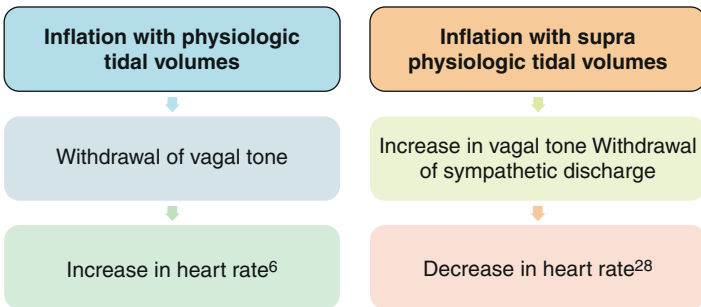 Inflation with physiologic
tidal volumes
Withdrawal of vagal tone
Increase in heart rate⁶
Inflation with supra
physiologic tidal volumes
Increase in vagal tone Withdrawal
of sympathetic discharge
Decrease in heart rate²⁸